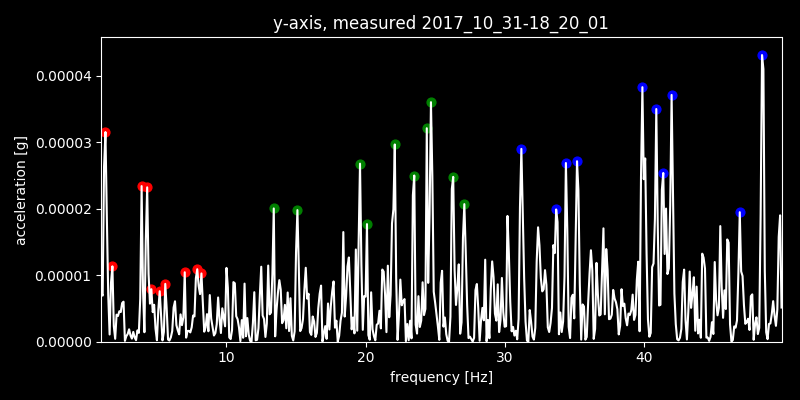 y-axis, measured 2017_10_31-18_20_01
0.00004
0.00003
0.00002
0.00001
0.00000
acceleration [g]
10 20 30 40
frequency [Hz]